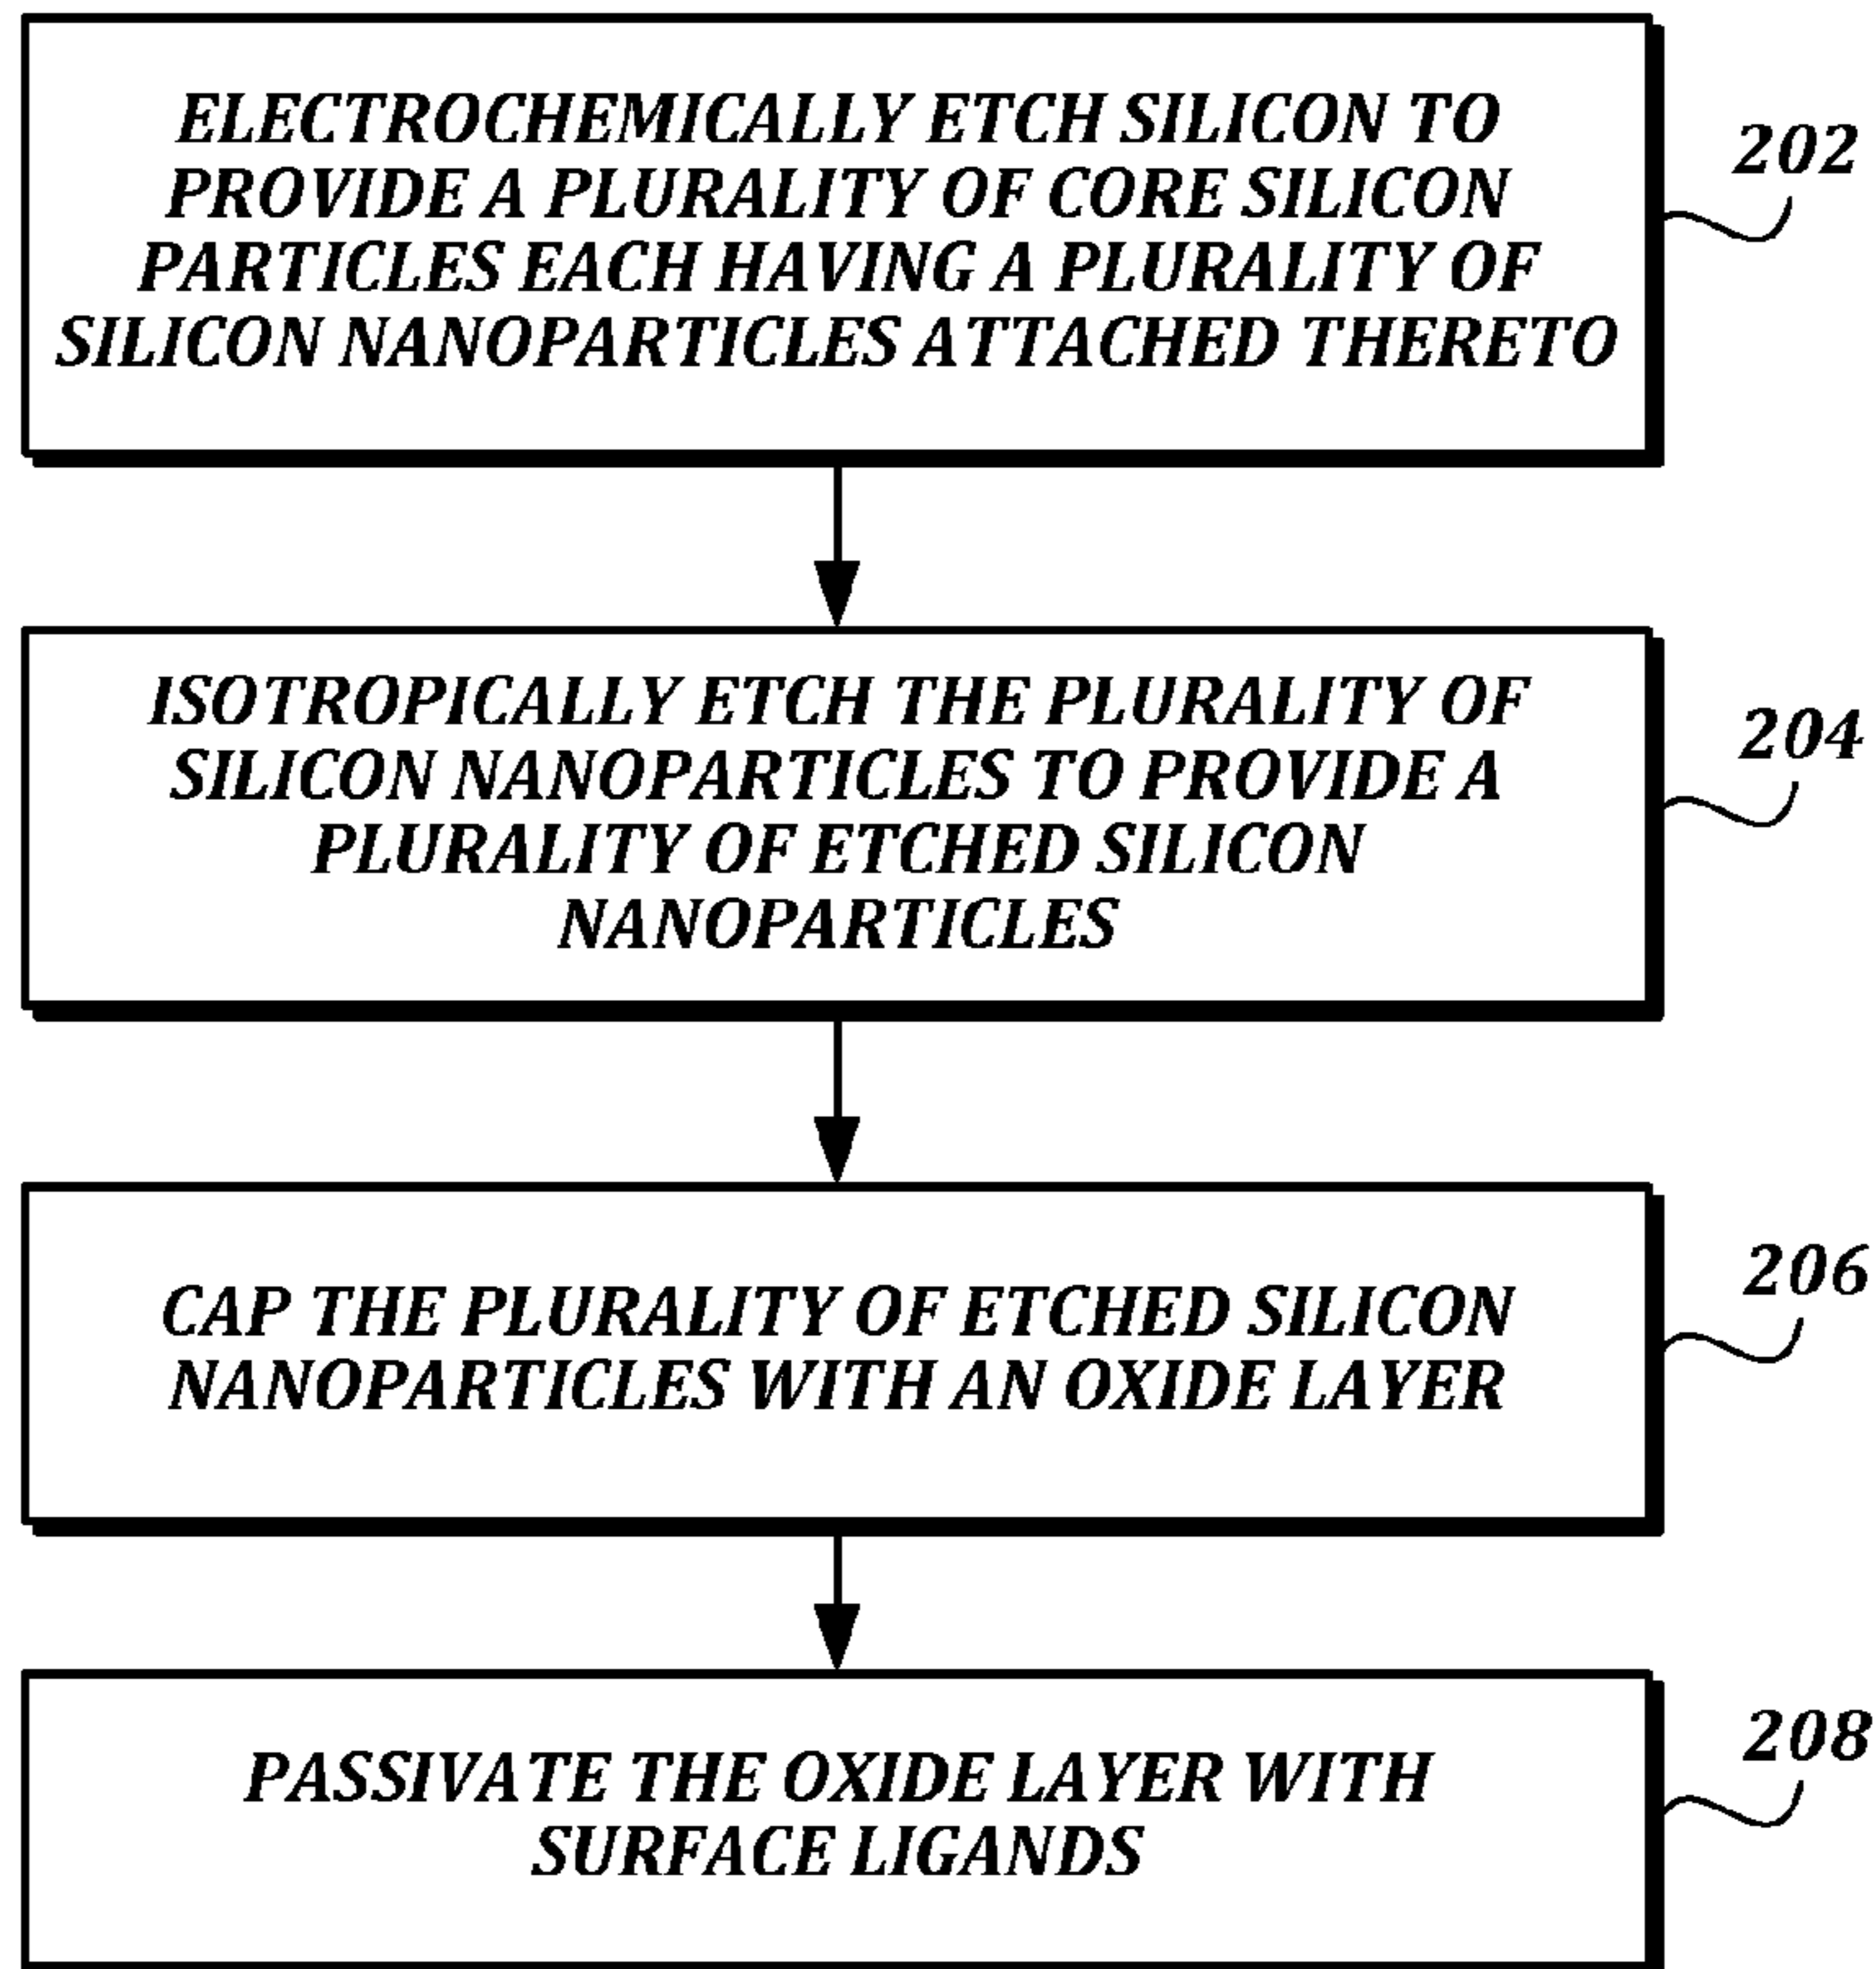 ELECTROCHEMICALLY ETCH SILICON TO
PROVIDE A PLURALITY OF CORE SILICON
PARTICLES EACH HAVING A PLURALITY OF
SILICON NANOPARTICLES ATTACHED THERETO
202
ISOTROPICALLY ETCH THE PLURALITY OF
SILICON NANOPARTICLES TO PROVIDE A
PLURALITY OF ETCHED SILICON
NANOPARTICLES
204
CAP THE PLURALITY OF ETCHED SILICON
NANOPARTICLES WITH AN OXIDE LAYER
206
PASSIVATE THE OXIDE LAYER WITH
SURFACE LIGANDS
208